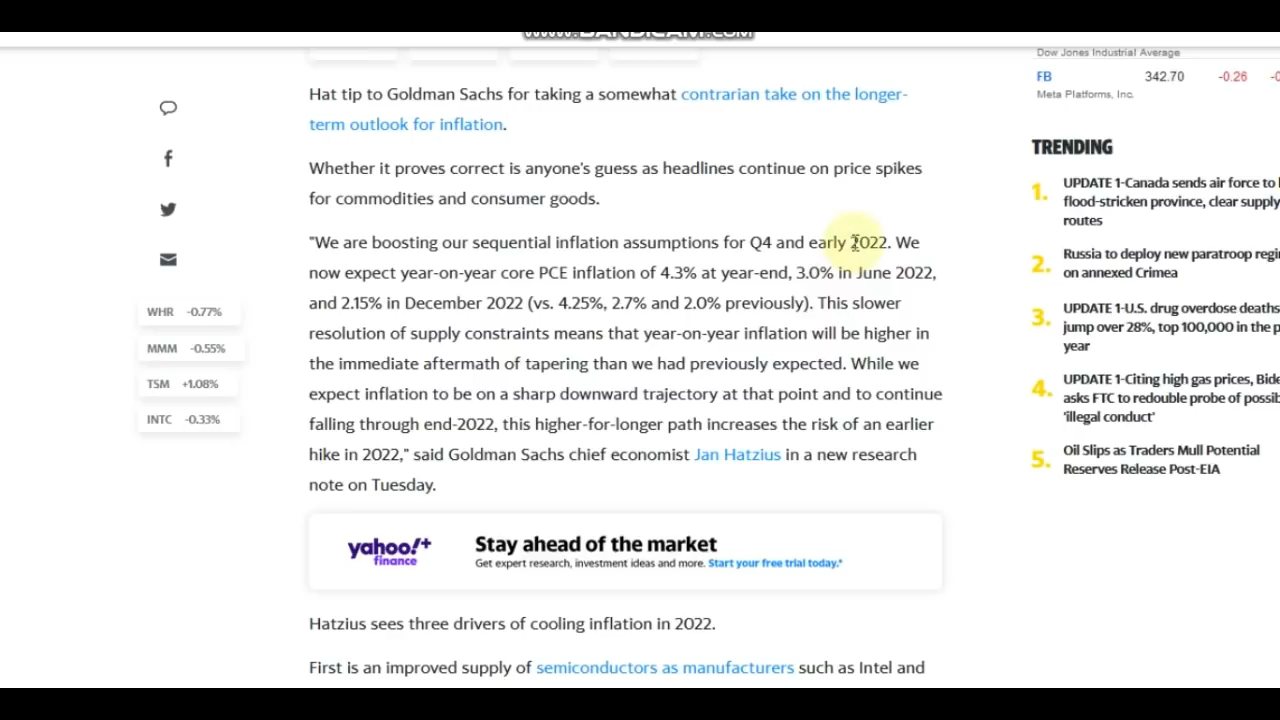 www.BANDICAM.com
Dow Jones Industrial Average
FB 342.70 -0.26
Meta Platforms, Inc.
Hat tip to Goldman Sachs for taking a somewhat contrarian take on the longer-
term outlook for inflation.
Whether it proves correct is anyone's guess as headlines continue on price spikes
for commodities and consumer goods.
"We are boosting our sequential inflation assumptions for Q4 and early 2022. We
now expect year-on-year core PCE inflation of 4.3% at year-end, 3.0% in June 2022,
and 2.15% in December 2022 (vs. 4.25%, 2.7% and 2.0% previously). This slower
resolution of supply constraints means that year-on-year inflation will be higher in
the immediate aftermath of tapering than we had previously expected. While we
expect inflation to be on a sharp downward trajectory at that point and to continue
falling through end-2022, this higher-for-longer path increases the risk of an earlier
hike in 2022," said Goldman Sachs chief economist Jan Hatzius in a new research
note on Tuesday.
WHR -0.77%
MMM -0.55%
TSM +1.08%
INTC -0.33%
yahoo!+
finance
Stay ahead of the market
Get expert research, investment ideas and more. Start your free trial today.*
Hatzius sees three drivers of cooling inflation in 2022.
First is an improved supply of semiconductors as manufacturers such as Intel and
TRENDING
1. UPDATE 1-Canada sends air force to
flood-stricken province, clear supply
routes
2. Russia to deploy new paratroop
on annexed Crimea
3. UPDATE 1-U.S. drug overdose deaths
jump over 28%, top 100,000 in the
year
4. UPDATE 1-Citing high gas prices,
asks FTC to redouble probe of
'illegal conduct'
5. Oil Slips as Traders Mull Potential
Reserves Release Post-EIA